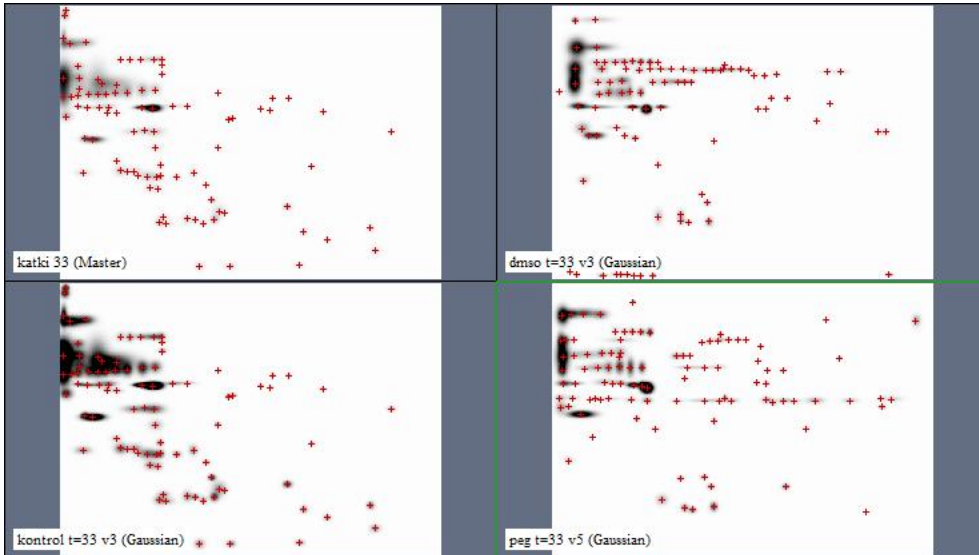 katki 33 (Master)
dmso t=33 v3 (Gaussian)
kontrol t=33 v3 (Gaussian)
peg t=33 v5 (Gaussian)